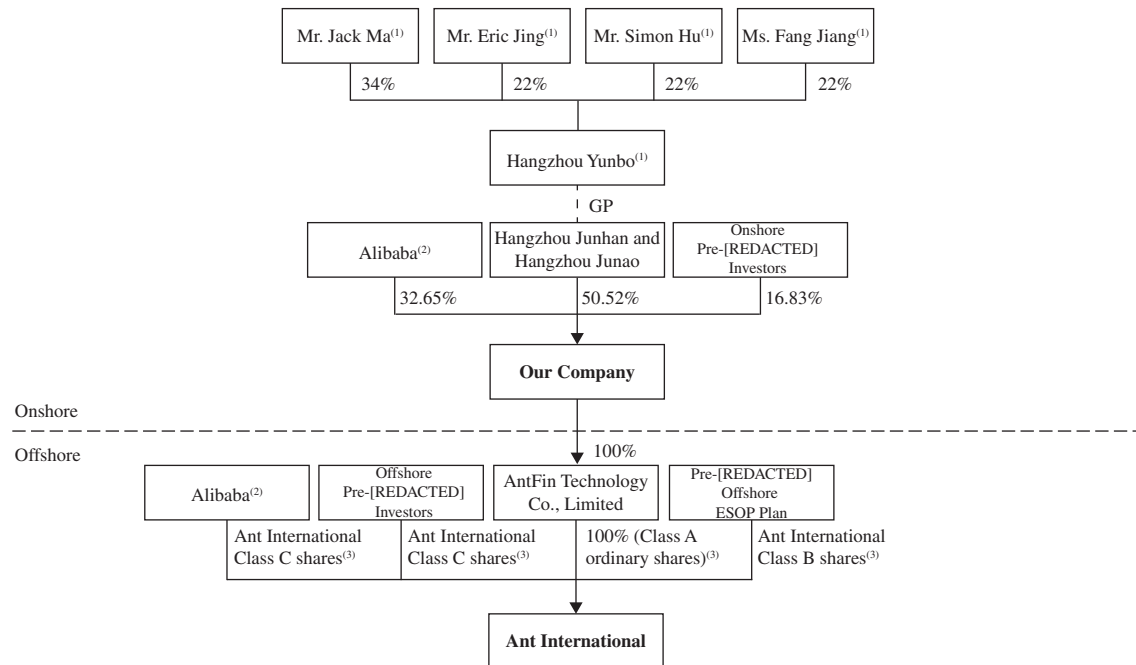 Mr. Jack Ma(1)
Mr. Eric Jing(1)
Mr. Simon Hu(1)
Ms. Fang Jiang(1)
34%
22%
22%
22%
Hangzhou Yunbo(1)
GP
Alibaba(2)
Hangzhou Junhan and
Hangzhou Junao
Onshore
Pre-[REDACTED]
Investors
32.65%
50.52%
16.83%
Our Company
Onshore
Offshore
100%
Alibaba(2)
Offshore
Pre-[REDACTED]
Investors
AntFin Technology
Co., Limited
Pre-[REDACTED]
Offshore
ESOP Plan
Ant International
Class C shares(3)
Ant International
Class C shares(3)
100% (Class A
ordinary shares)(3)
Ant International
Class B shares(3)
Ant International